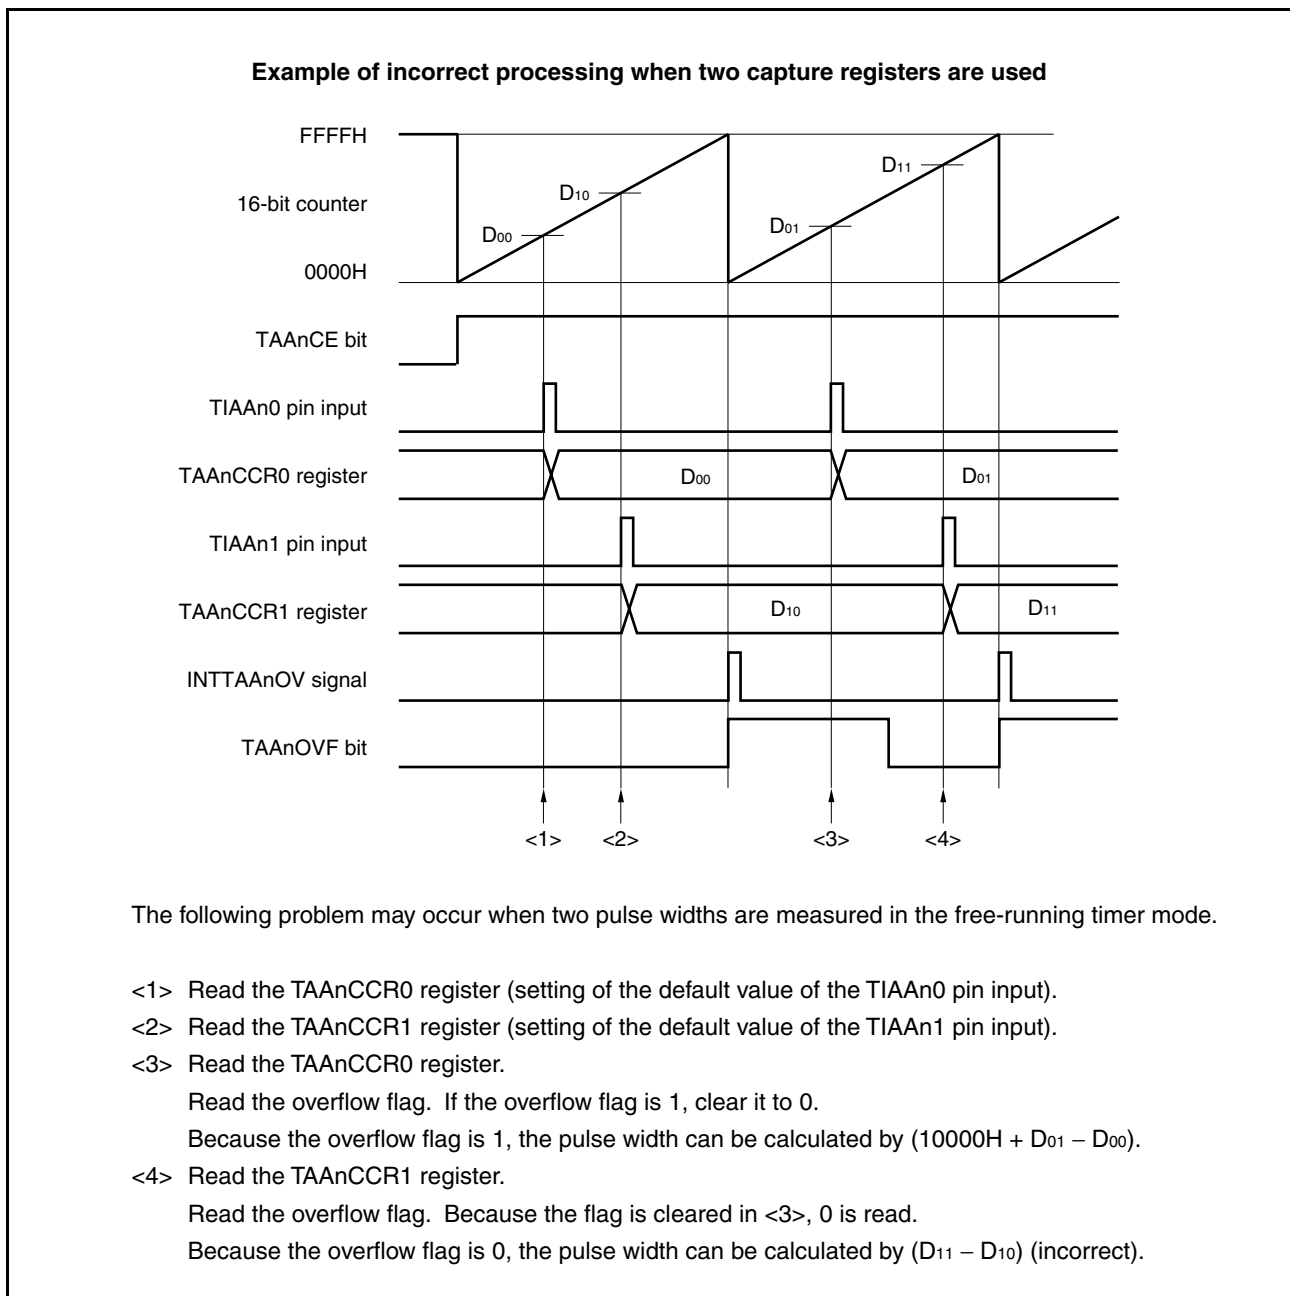 Example of incorrect processing when two capture registers are used
FFFFH
D11
D10
16-bit counter
D01
D00
0000H
TAAnCE bit
TIAAn0 pin input
TAAnCCR0 register
D00
D01
TIAAn1 pin input
TAAnCCR1 register
D10
D11
INTTAAnOV signal
TAAnOVF bit
<1> <2> <3> <4>
The following problem may occur when two pulse widths are measured in the free-running timer mode.
<1> Read the TAAnCCR0 register (setting of the default value of the TIAAn0 pin input).
<2> Read the TAAnCCR1 register (setting of the default value of the TIAAn1 pin input).
<3> Read the TAAnCCR0 register.
Read the overflow flag. If the overflow flag is 1, clear it to 0.
Because the overflow flag is 1, the pulse width can be calculated by (10000H + D01 − D00).
<4> Read the TAAnCCR1 register.
Read the overflow flag. Because the flag is cleared in <3>, 0 is read.
Because the overflow flag is 0, the pulse width can be calculated by (D11 − D10) (incorrect).